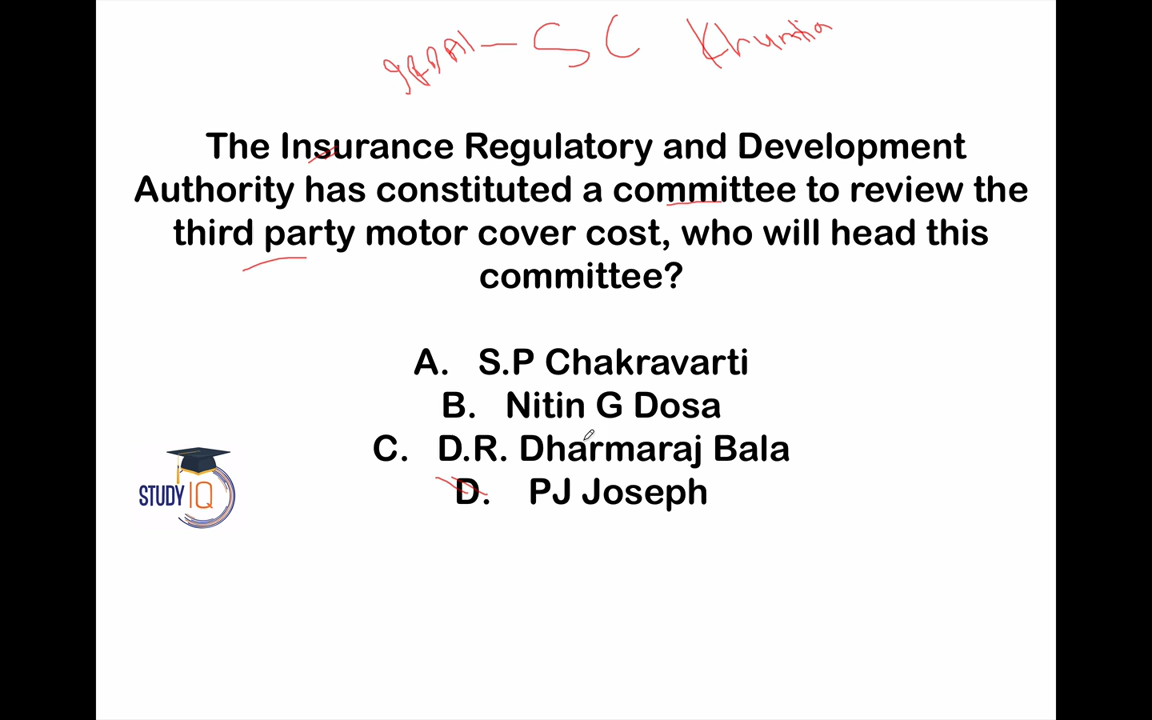 IRDAI — SC Khuntia
The Insurance Regulatory and Development
Authority has constituted a committee to review the
third party motor cover cost, who will head this
committee?
A. S.P Chakravarti
B. Nitin G Dosa
C. D.R. Dharmaraj Bala
D. PJ Joseph
STUDY IQ